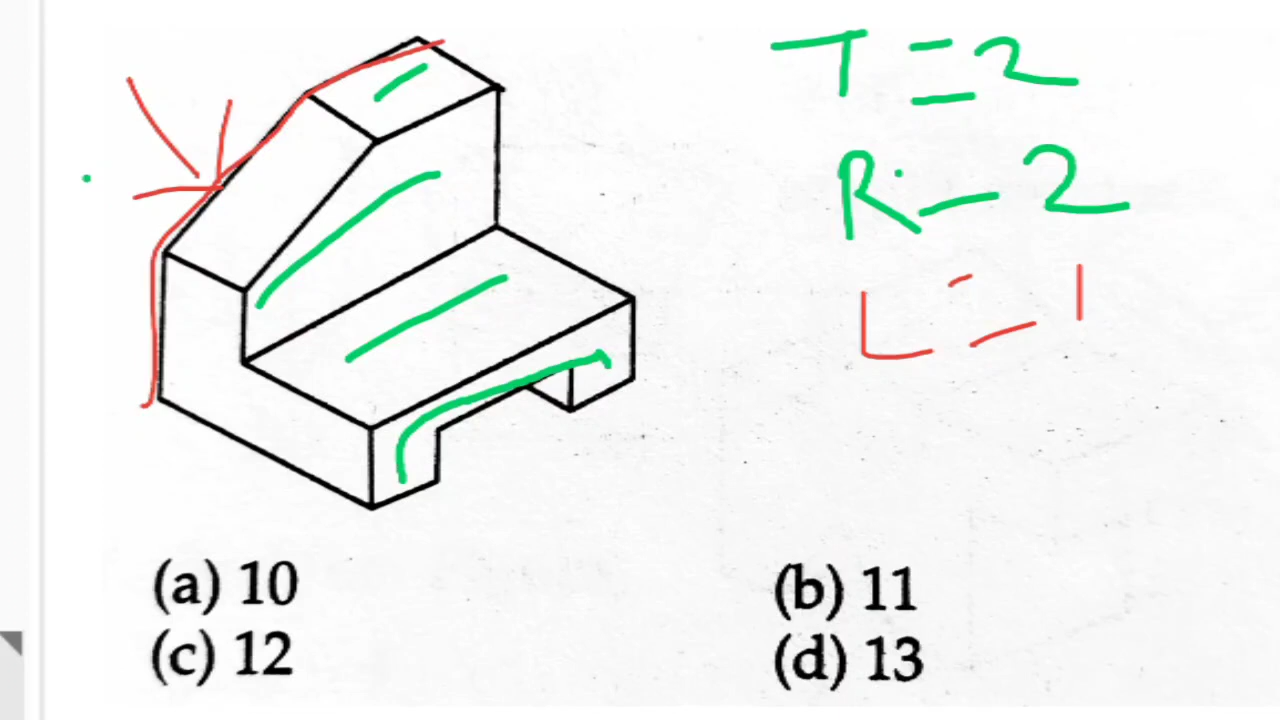 T = 2
R - 2
L = 1
(a) 10 (b) 11
(c) 12 (d) 13